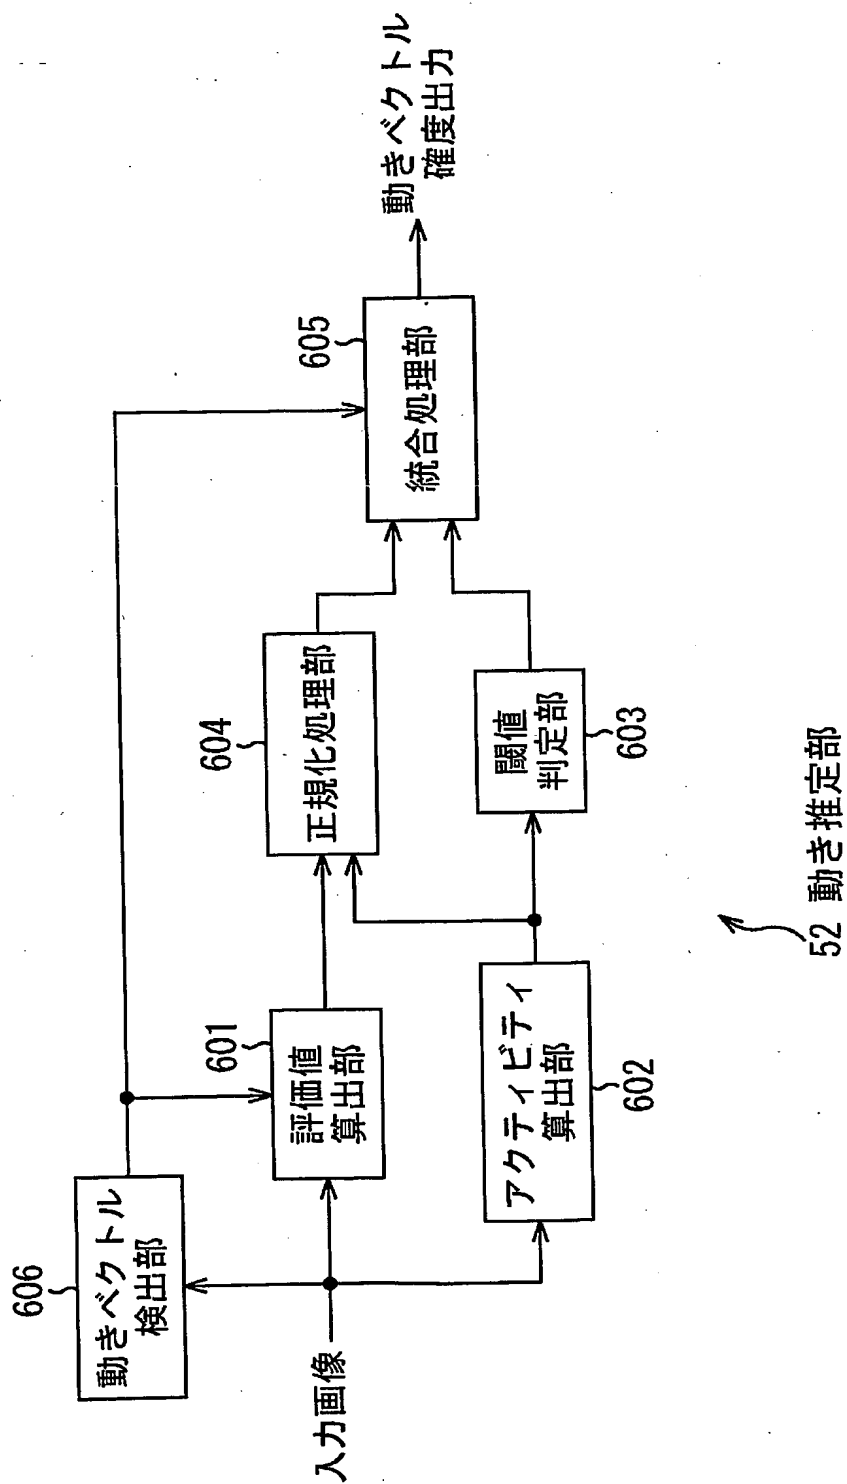 入力画像
606
動きベクトル
検出部
601
評価値
算出部
アクティビティ
算出部
602
604
正規化処理部
閾値
判定部
603
605
統合処理部
動きベクトル
確度出力
52 動き推定部